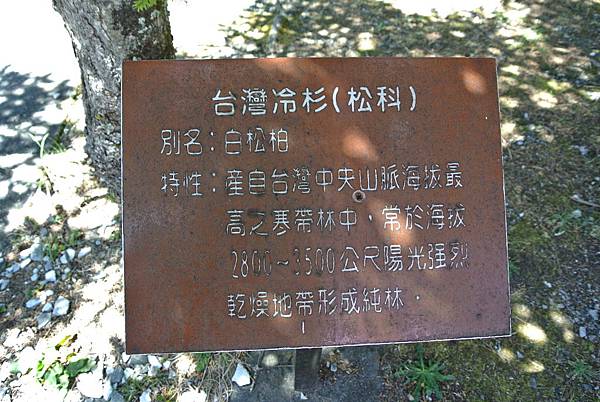 台灣冷杉(松科)
別名:白松柏
特性:産自台灣中央山脈海拔最
高之寒帶林中、常於海拔
2800~3500公尺陽光強烈
乾燥地帶形成純林.